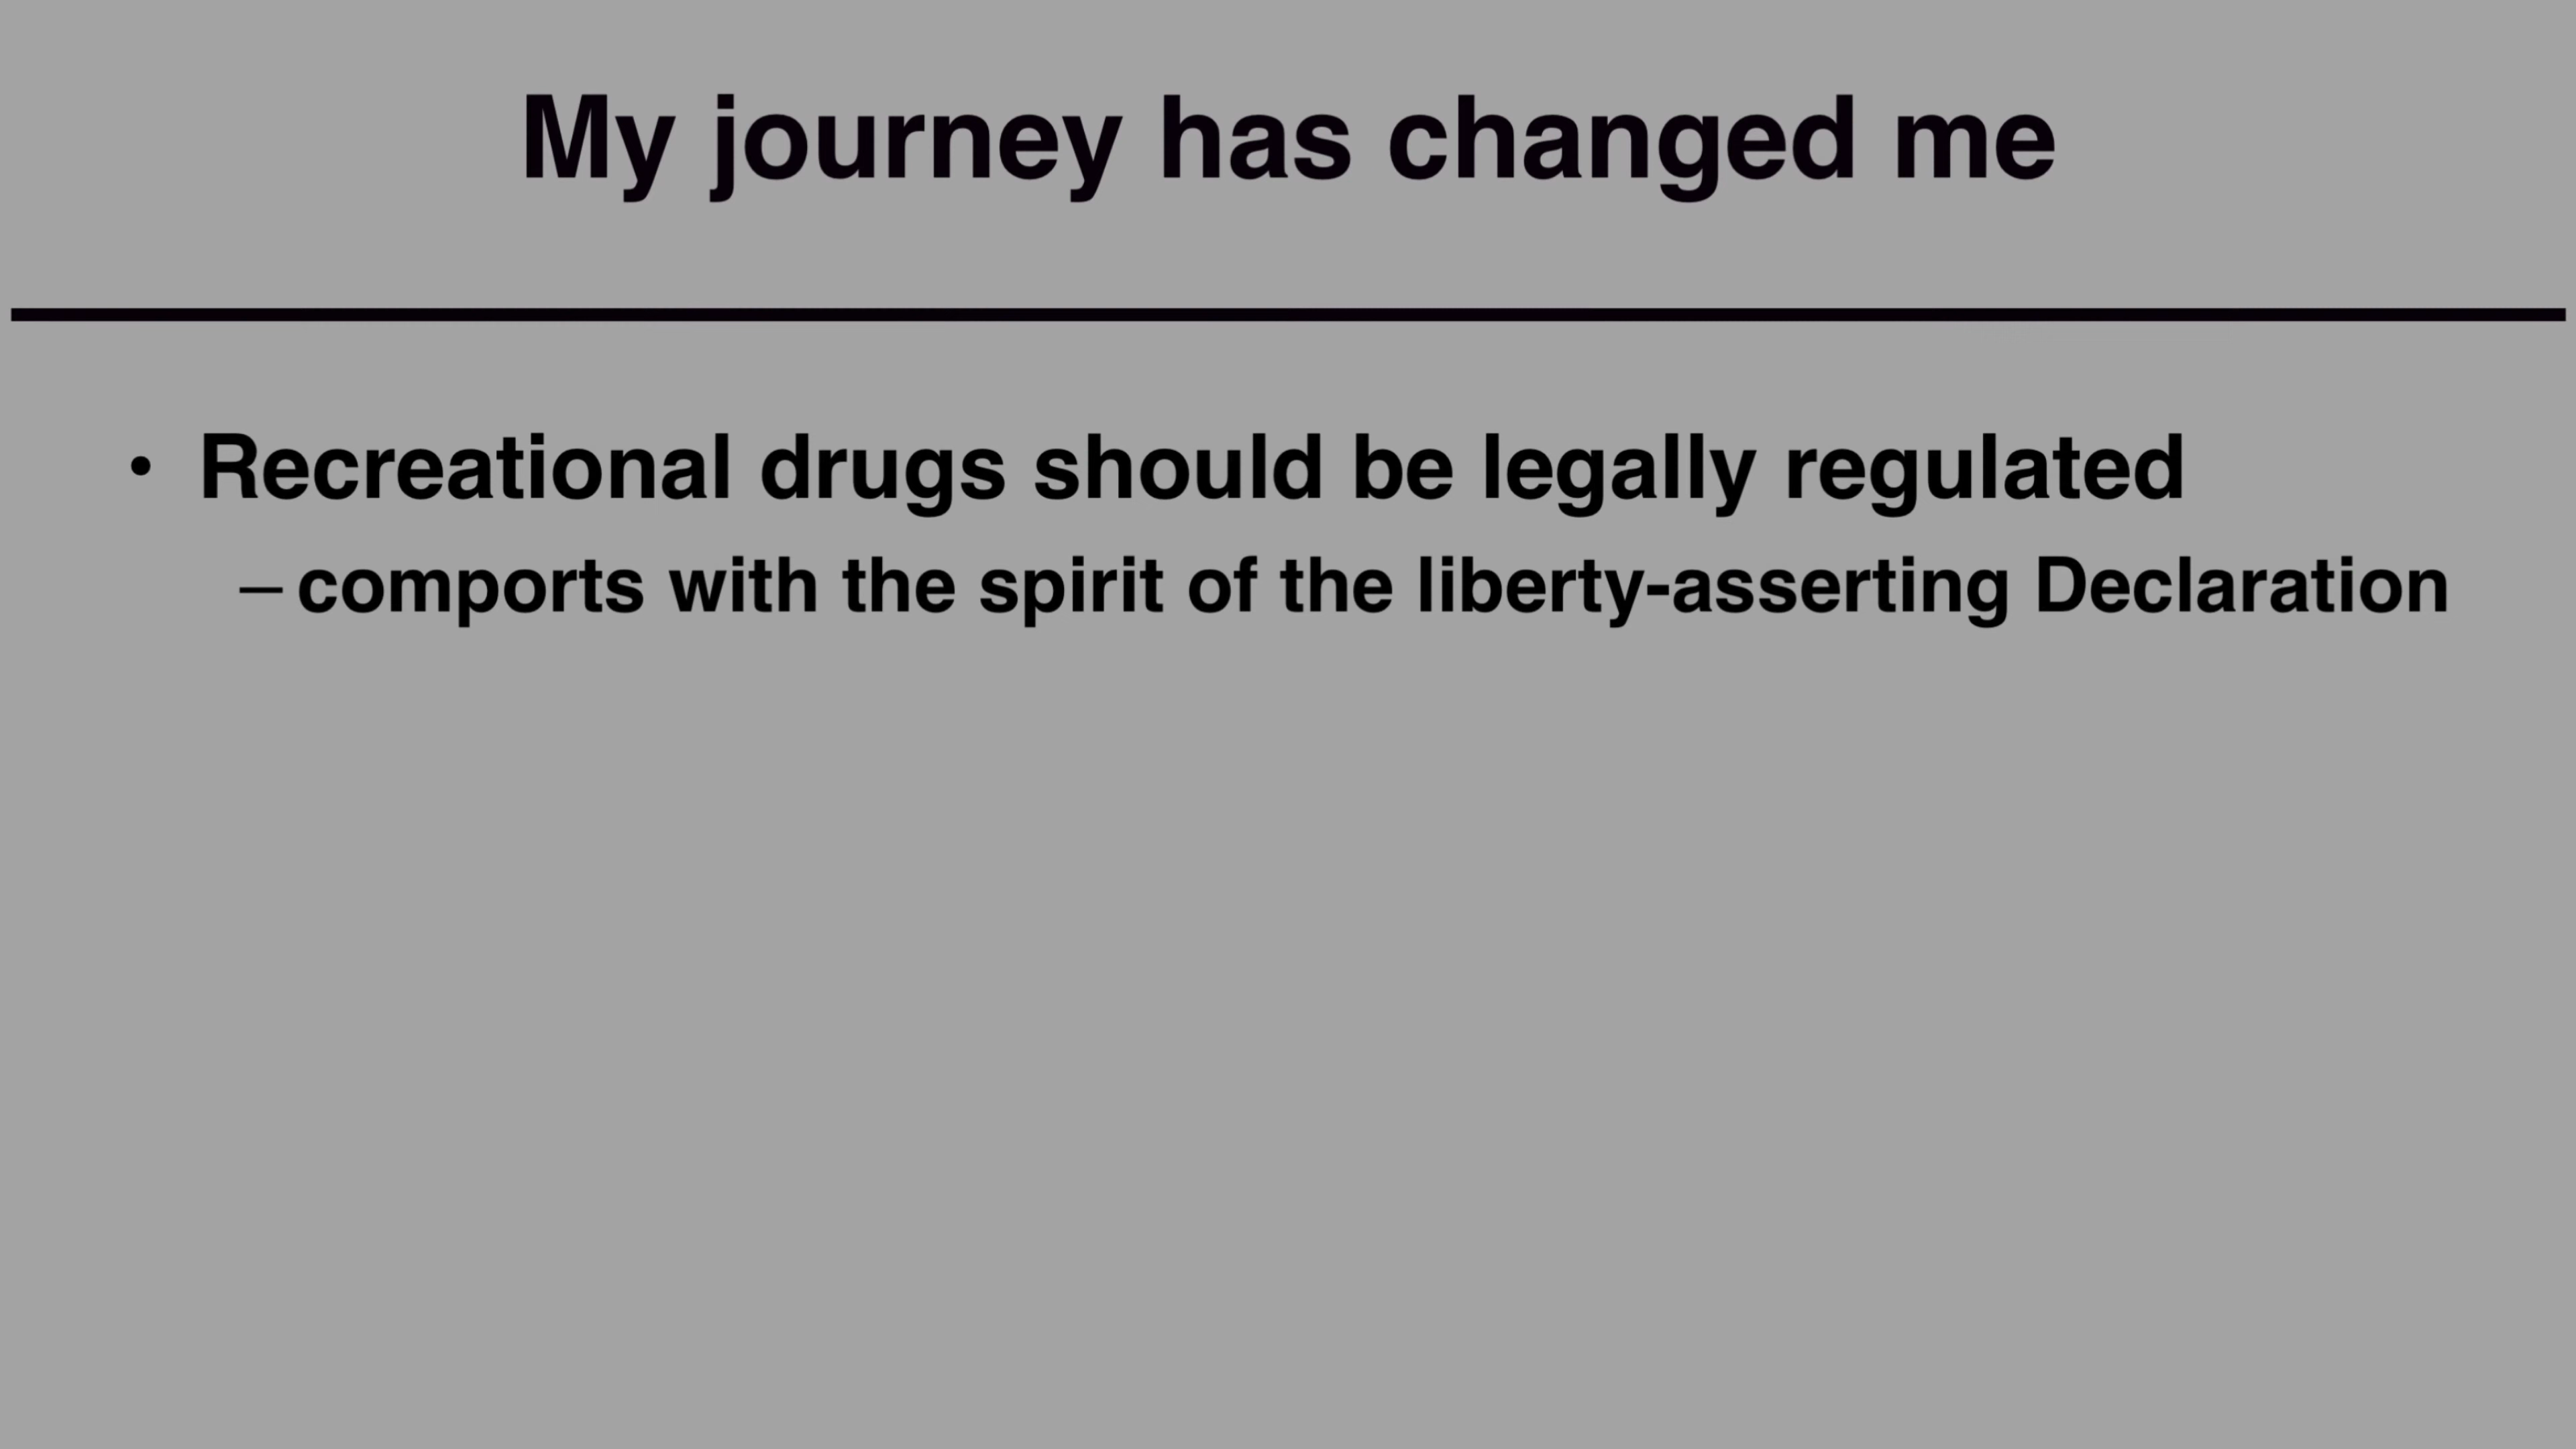 My journey has changed me
• Recreational drugs should be legally regulated
– comports with the spirit of the liberty-asserting Declaration